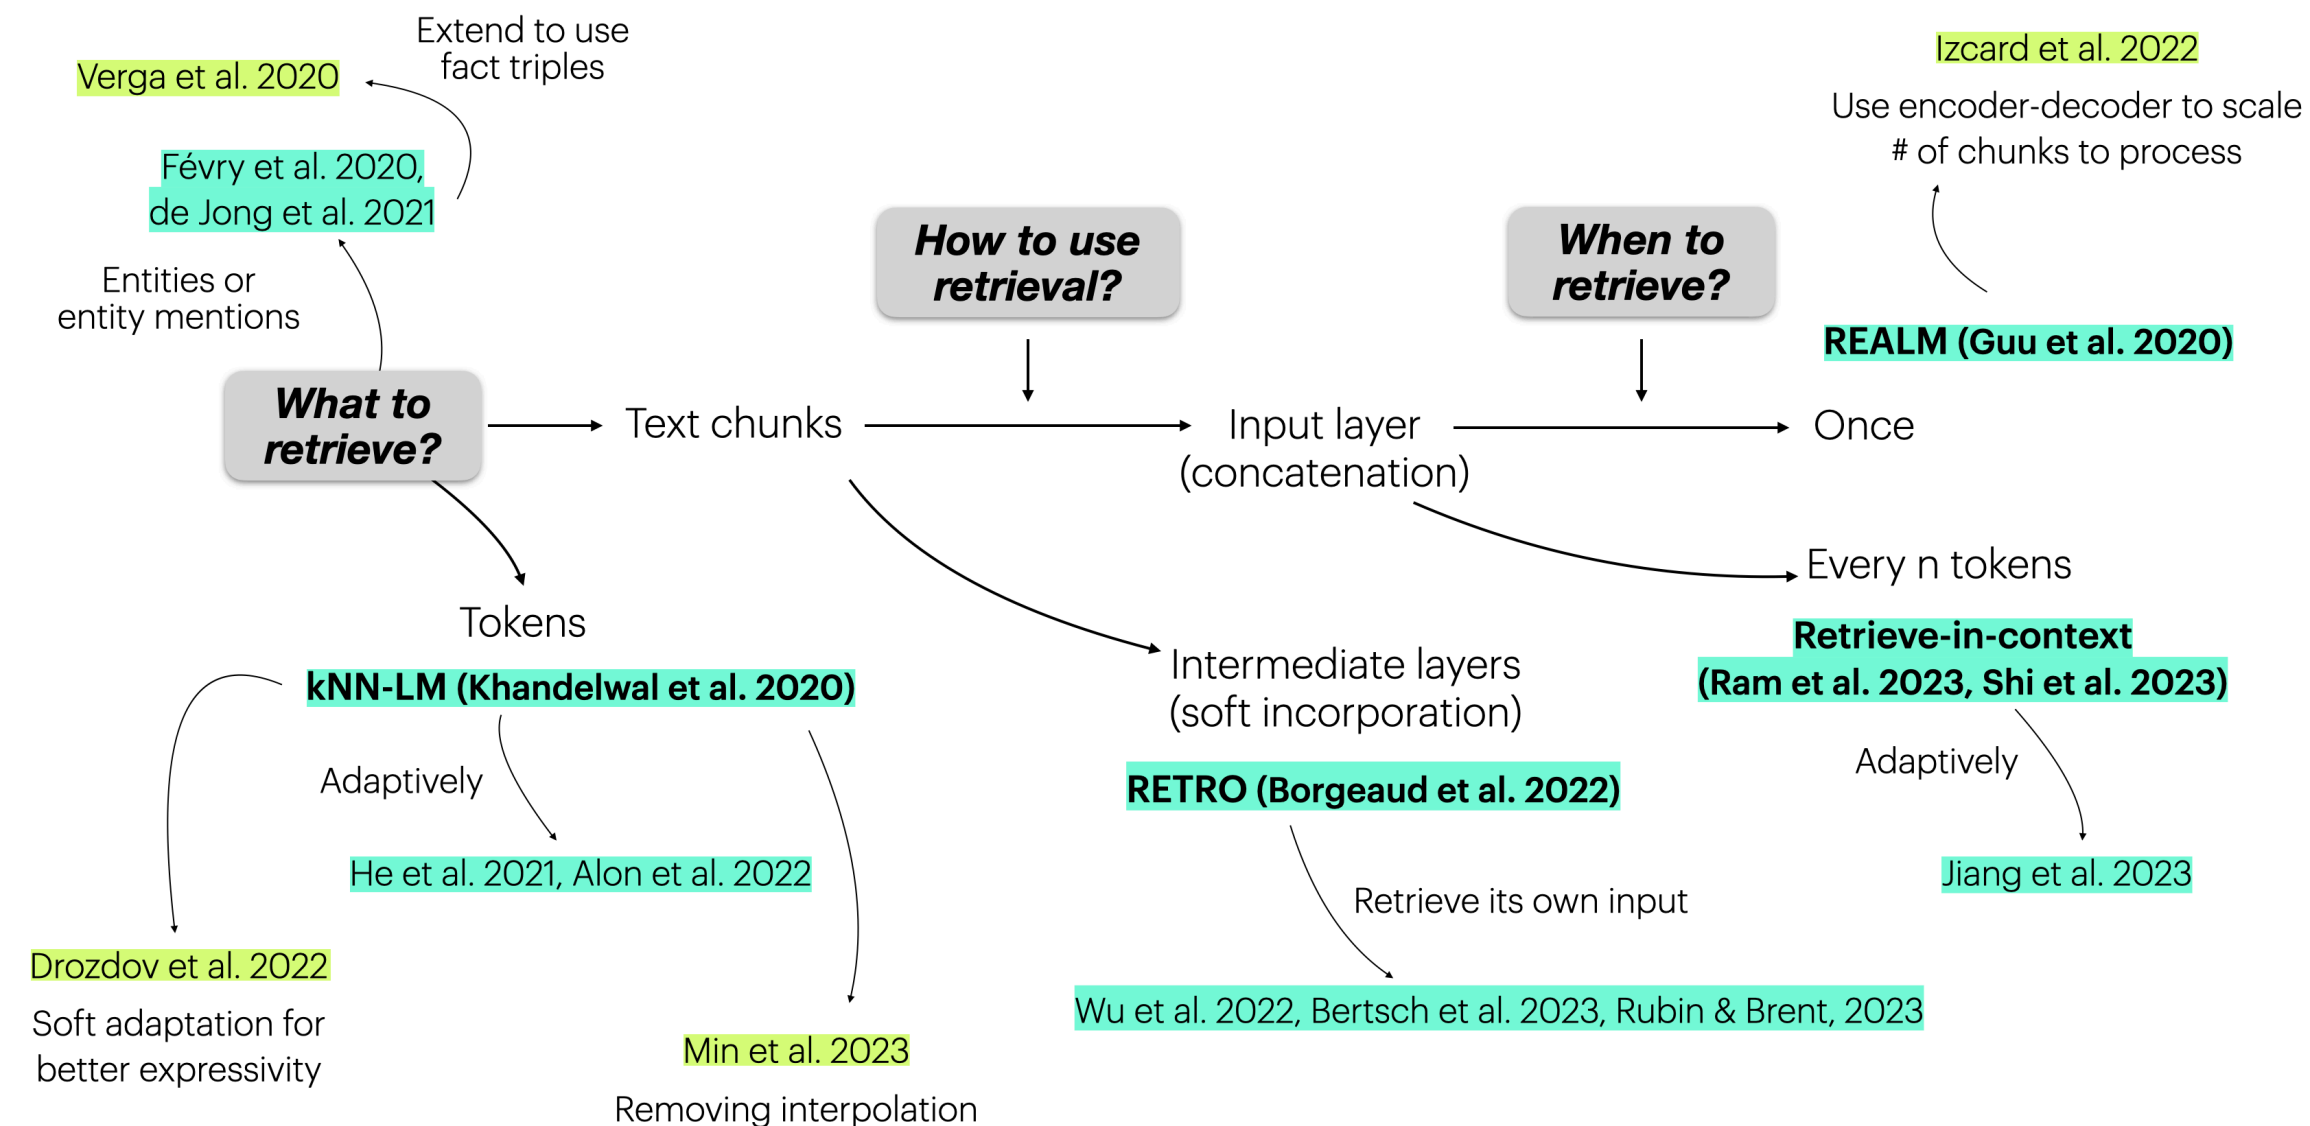 Extend to use
fact triples
Verga et al. 2020
Févry et al. 2020,
de Jong et al. 2021
Entities or
entity mentions
What to
retrieve?
Text chunks
How to use
retrieval?
Input layer
(concatenation)
When to
retrieve?
Once
Izcard et al. 2022
Use encoder-decoder to scale
# of chunks to process
REALM (Guu et al. 2020)
Every n tokens
Retrieve-in-context
(Ram et al. 2023, Shi et al. 2023)
Adaptively
Jiang et al. 2023
Intermediate layers
(soft incorporation)
RETRO (Borgeaud et al. 2022)
Retrieve its own input
Wu et al. 2022, Bertsch et al. 2023, Rubin & Brent, 2023
Tokens
kNN-LM (Khandelwal et al. 2020)
Adaptively
He et al. 2021, Alon et al. 2022
Drozdov et al. 2022
Soft adaptation for
better expressivity
Min et al. 2023
Removing interpolation